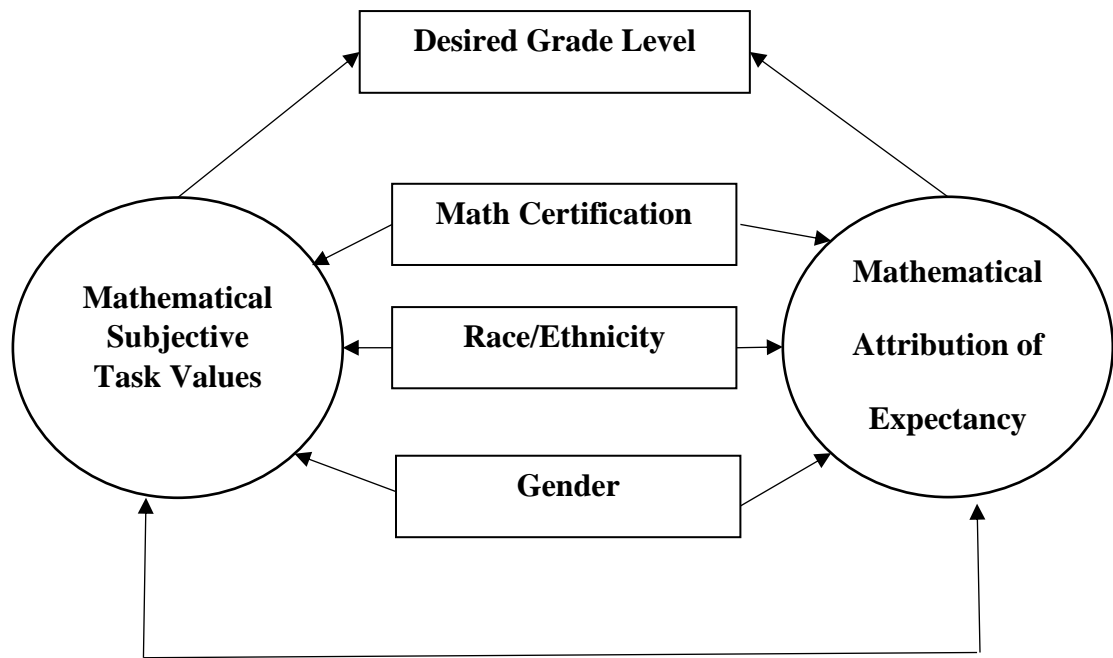 Desired Grade Level
Math Certification
Mathematical
Subjective
Task Values
Race/Ethnicity
Mathematical
Attribution of
Expectancy
Gender